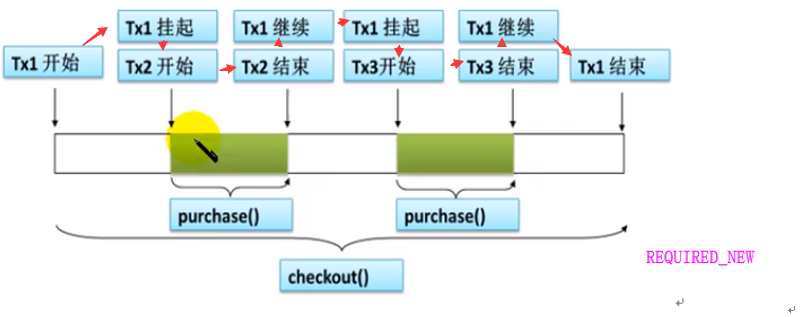 Tx1 挂起
Tx1 继续
Tx1 挂起
Tx1 继续
Tx1 开始
Tx2 开始
Tx2 结束
Tx3开始
Tx3 结束
Tx1 结束
purchase()
purchase()
checkout()
REQUIRED_NEW